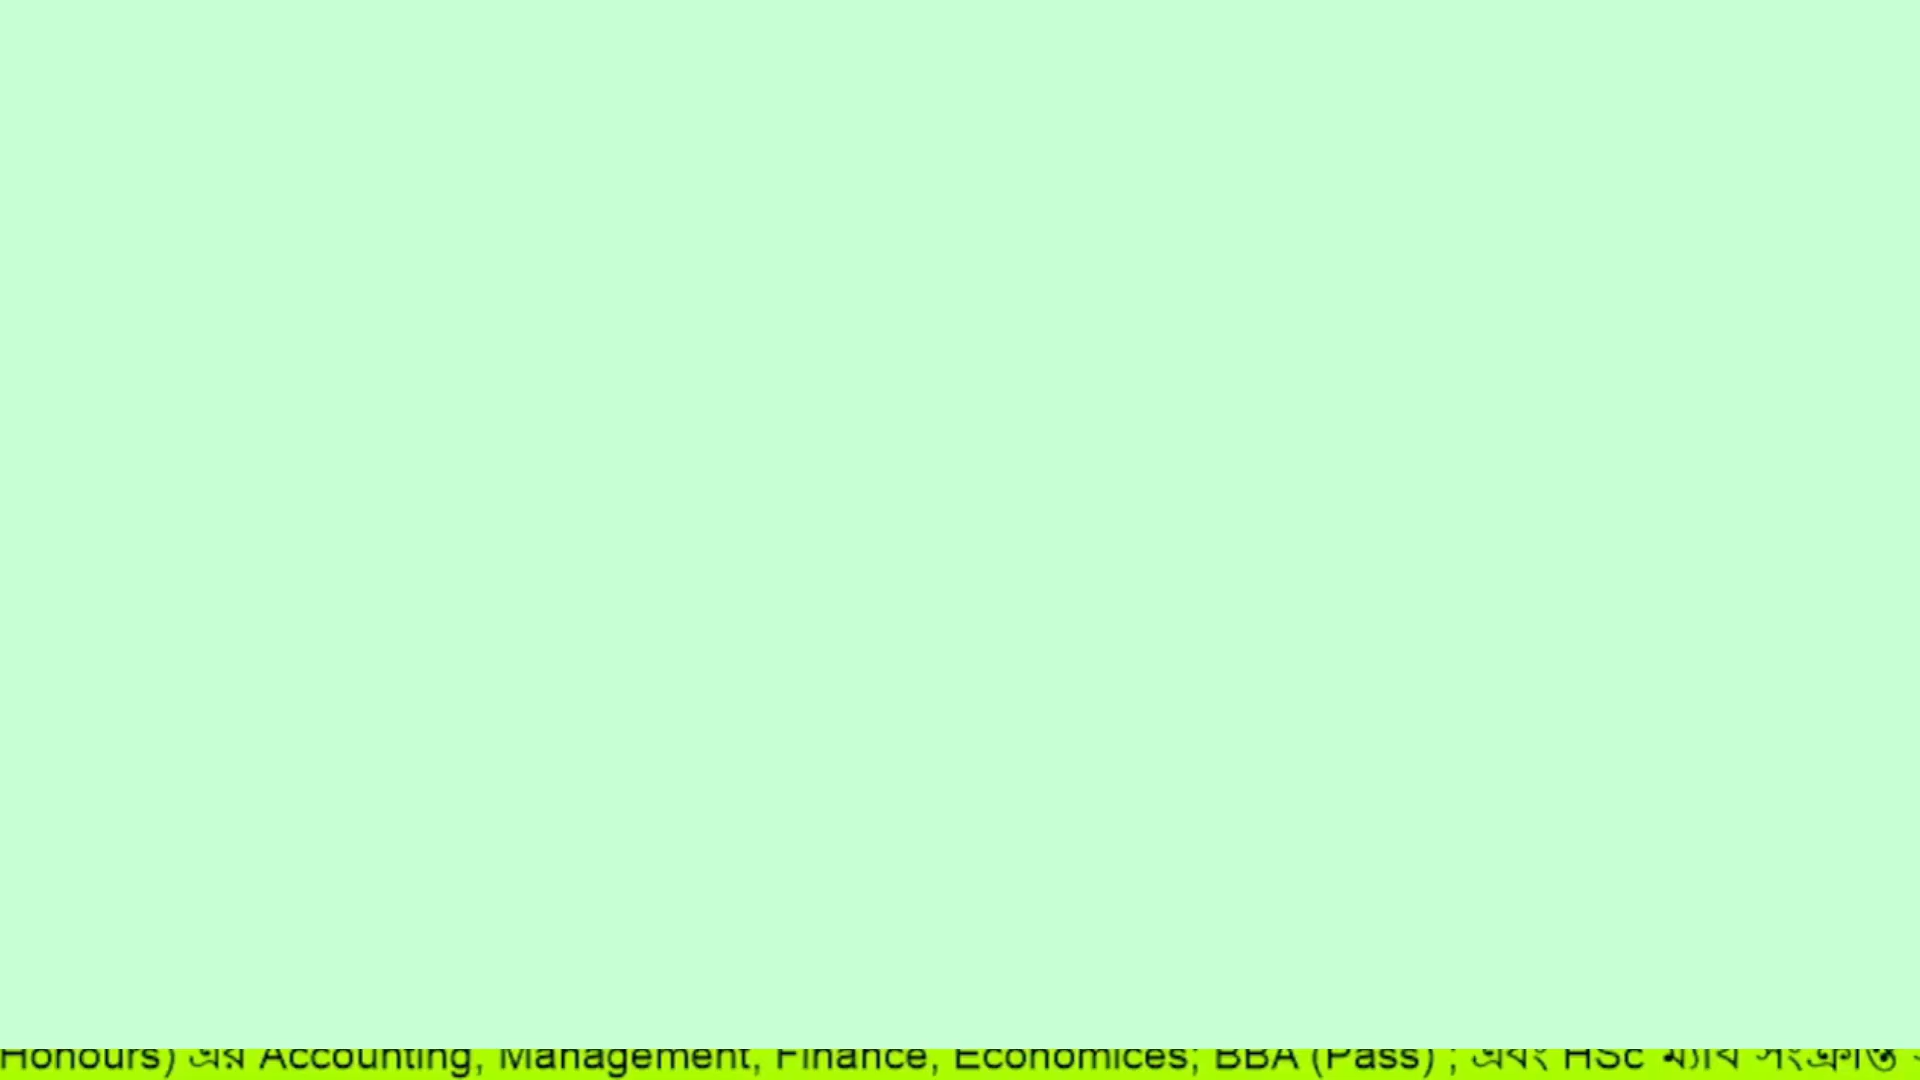 Honours) এর Accounting, Management, Finance, Economices; BBA (Pass) ; এবং HSc ম্যাথ সংক্রান্ত